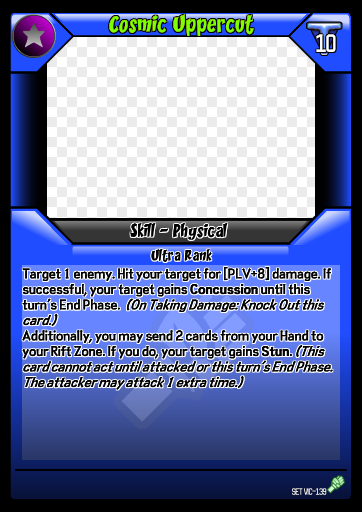 Cosmic Uppercut
10
Skill - Physical
Ultra Rank
Target 1 enemy. Hit your target for [PLV+8] damage. If
successful, your target gains Concussion until this
turn's End Phase. (On Taking Damage: Knock Out this
card.)
Additionally, you may send 2 cards from your Hand to
your Rift Zone. If you do, your target gains Stun. (This
card cannot act until attacked or this turn's End Phase.
The attacker may attack 1 extra time.)
SET VIC-139